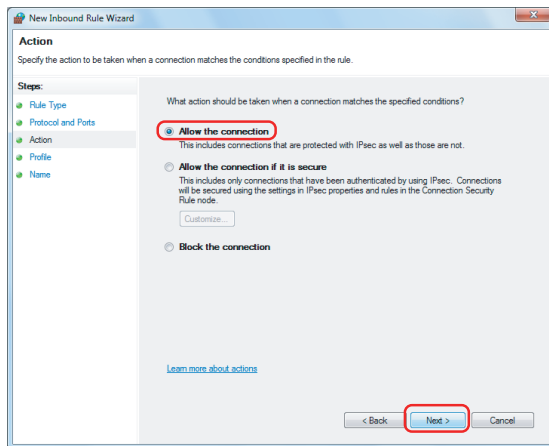 New Inbound Rule Wizard
Action
Specify the action to be taken when a connection matches the conditions specified in the rule.
Steps:
Rule Type
Protocol and Ports
Action
Profile
Name
What action should be taken when a connection matches the specified conditions?
Allow the connection
This includes connections that are protected with IPsec as well as those are not.
Allow the connection if it is secure
This includes only connections that have been authenticated by using IPsec. Connections
will be secured using the settings in IPsec properties and rules in the Connection Security
Rule node.
Customize...
Block the connection
Learn more about actions
< Back
Next >
Cancel